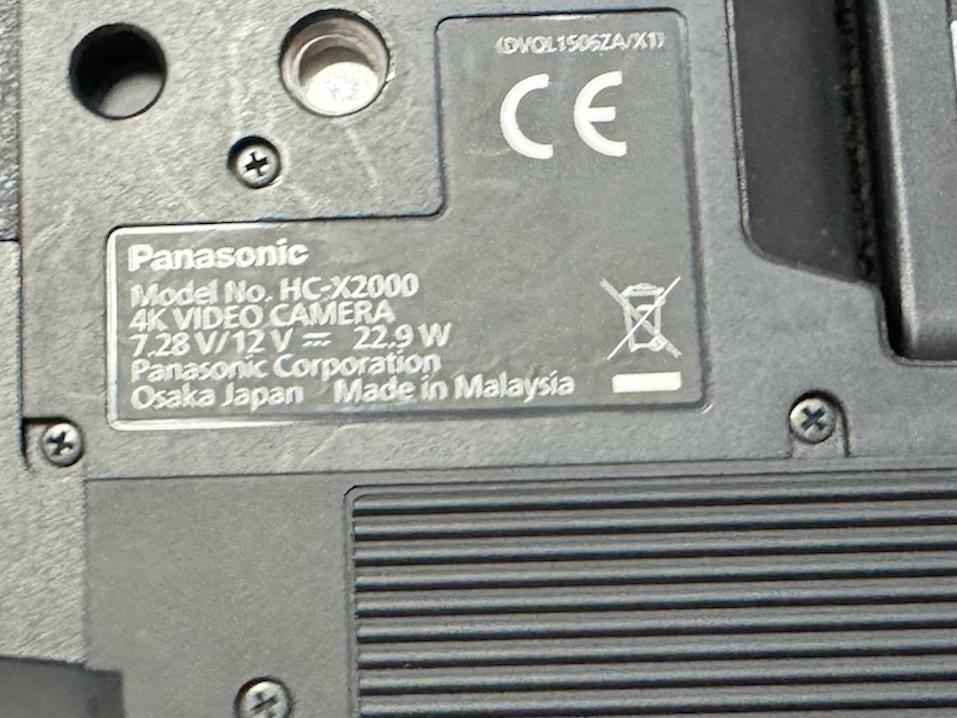 (DVQL1506ZA/X1)
CE
Panasonic
Model No. HC-X2000
4K VIDEO CAMERA
7.28 V/12 V ⎓ 22.9 W
Panasonic Corporation
Osaka Japan Made in Malaysia